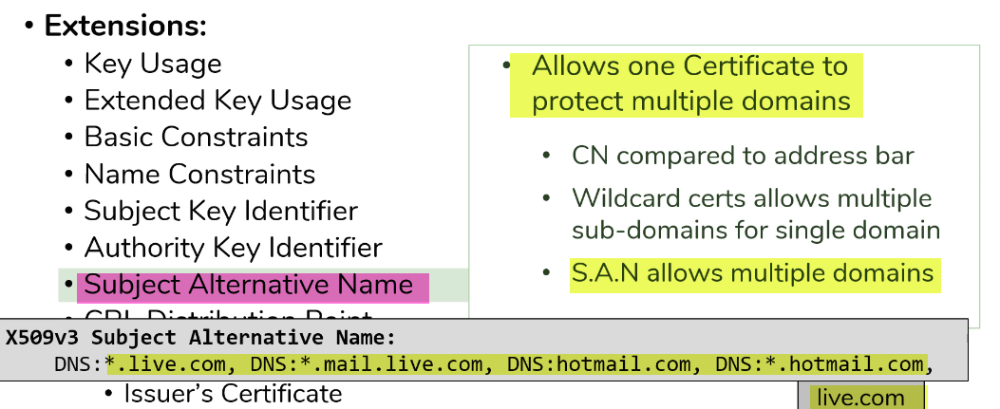 • Extensions:
• Key Usage
• Extended Key Usage
• Basic Constraints
• Name Constraints
• Subject Key Identifier
• Authority Key Identifier
• Subject Alternative Name
• CRL Distribution Point
• Allows one Certificate to
protect multiple domains
• CN compared to address bar
• Wildcard certs allows multiple
sub-domains for single domain
• S.A.N allows multiple domains
X509v3 Subject Alternative Name:
DNS:*.live.com, DNS:*.mail.live.com, DNS:hotmail.com, DNS:*.hotmail.com,
• Issuer’s Certificate
live.com